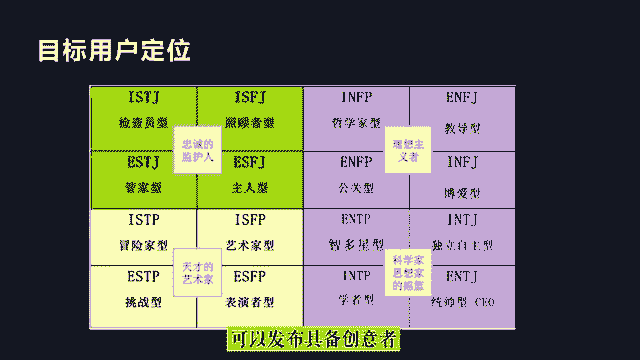 目标用户定位
ISTJ
检查员型
ISFJ
照顾者型
INFP
哲学家型
ENFJ
教导型
忠诚的
监护人
理想主
义者
ESTJ
管家型
ESFJ
主人型
ENFP
公关型
INFJ
博爱型
ISTP
冒险家型
ISFP
艺术家型
ENTP
智多星型
INTJ
独立自主型
天才的
艺术家
科学家
思想家
的摇篮
ESTP
挑战型
ESFP
表演者型
INTP
学者型
ENTJ
统帅型 CEO
可以发布具备创意者